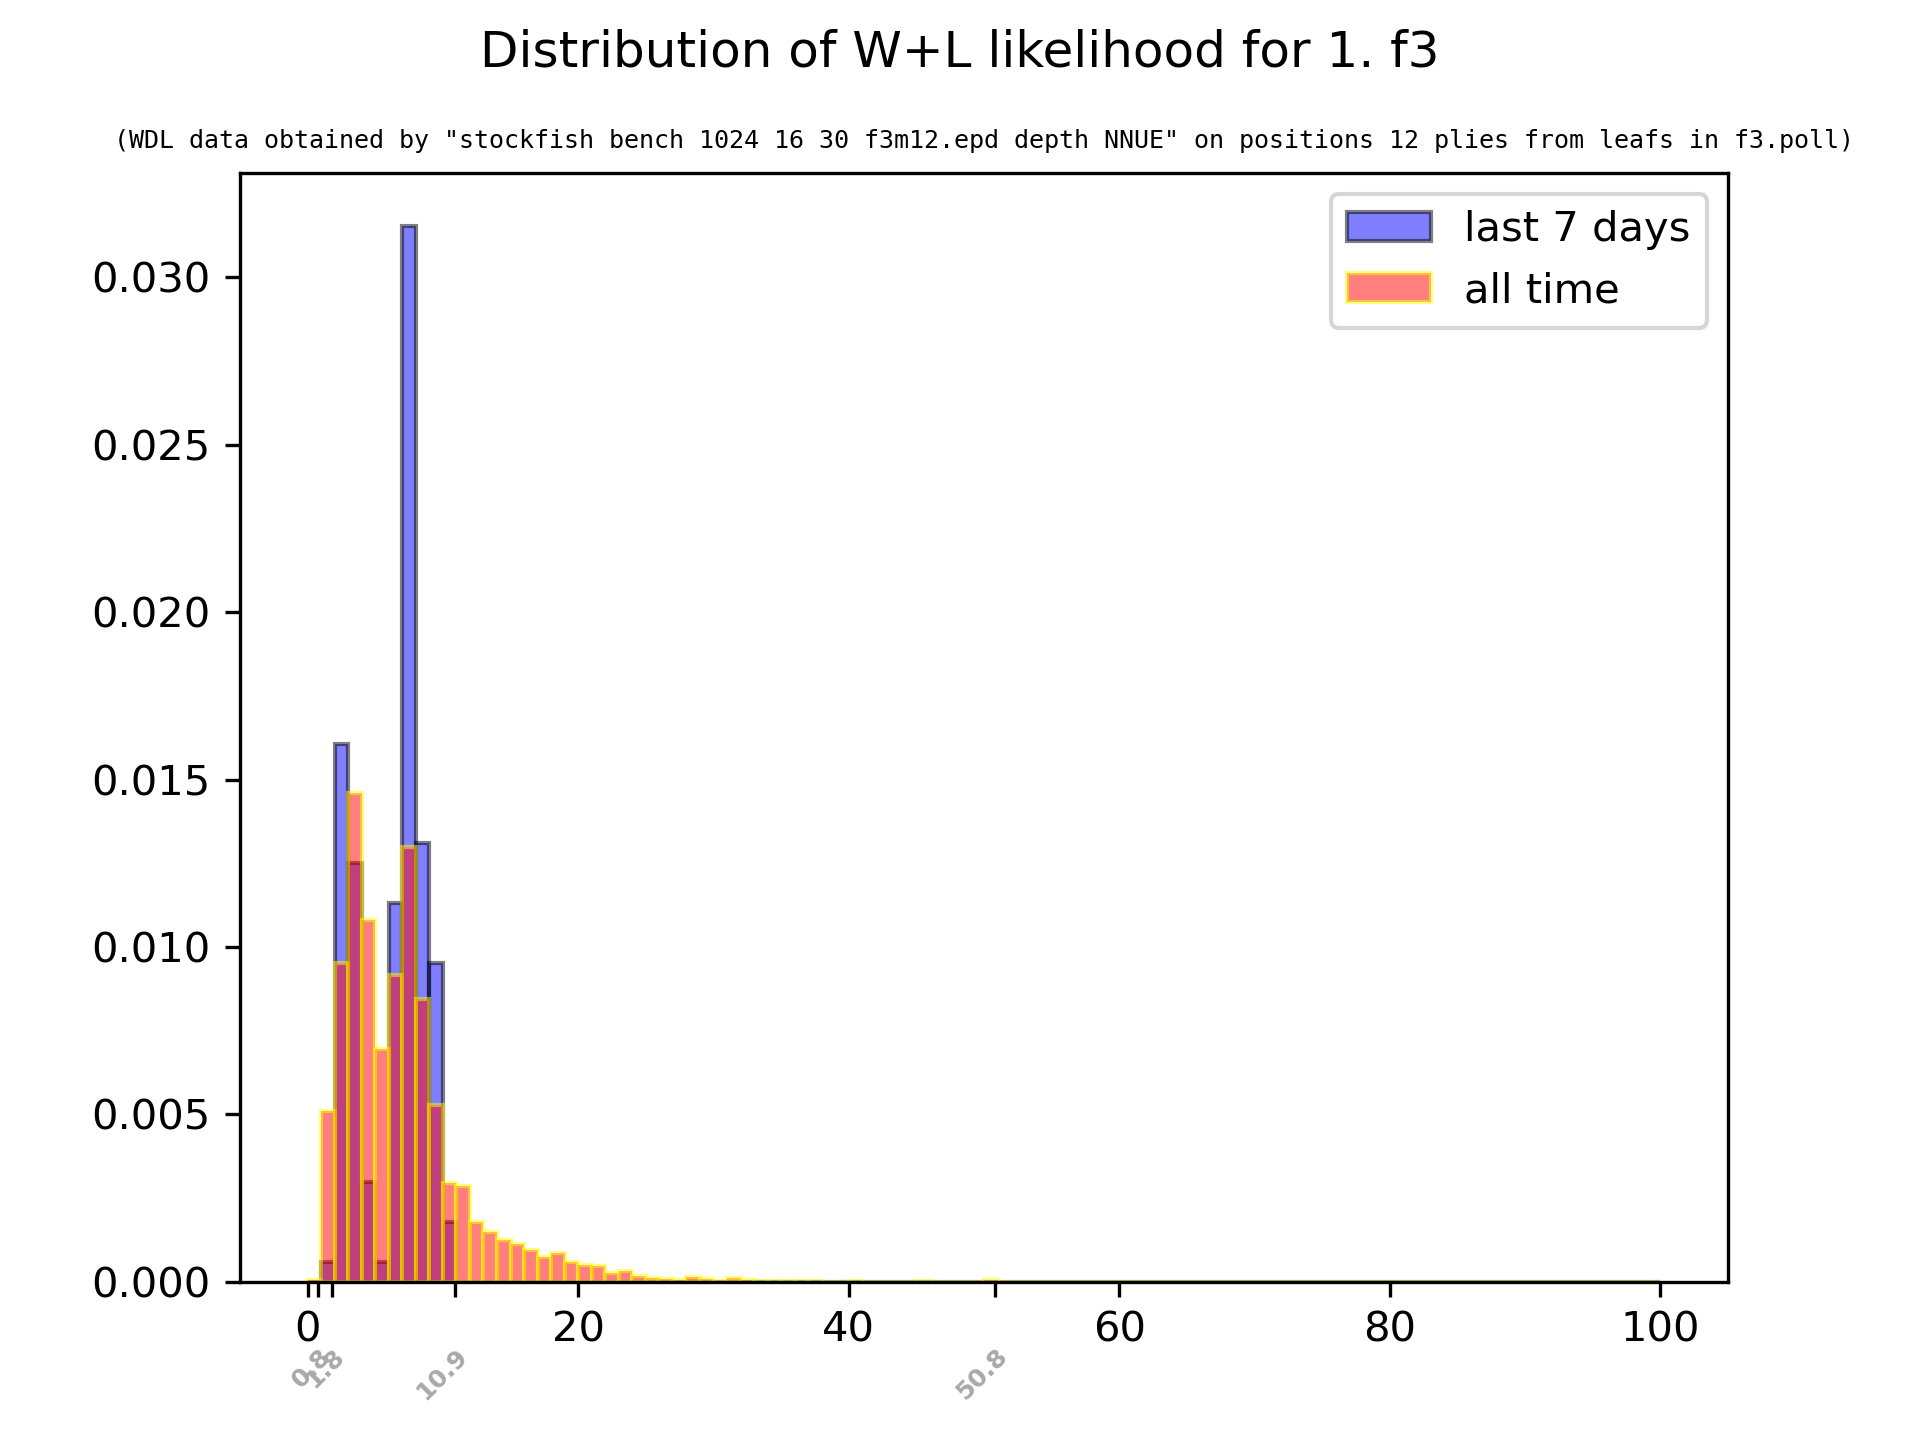 Distribution of W+L likelihood for 1. f3
(WDL data obtained by "stockfish bench 1024 16 30 f3m12.epd depth NNUE" on positions 12 plies from leafs in f3.poll)
last 7 days
all time
0.030
0.025
0.020
0.015
0.010
0.005
0.000
0 20 40 60 80 100
0.8 1.8 10.9 50.8